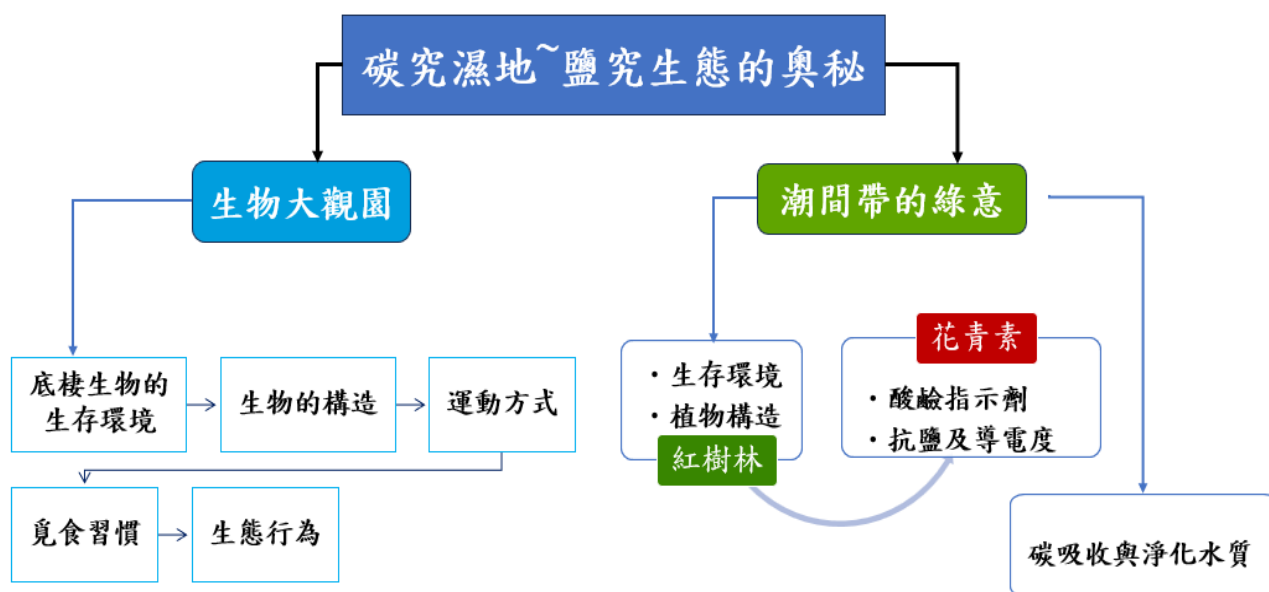 碳究濕地~鹽究生態的奧秘
生物大觀園
潮間帶的綠意
底棲生物的
生存環境
生物的構造
運動方式
覓食習慣
生態行為
・生存環境
・植物構造
紅樹林
花青素
・酸鹼指示劑
・抗鹽及導電度
碳吸收與淨化水质